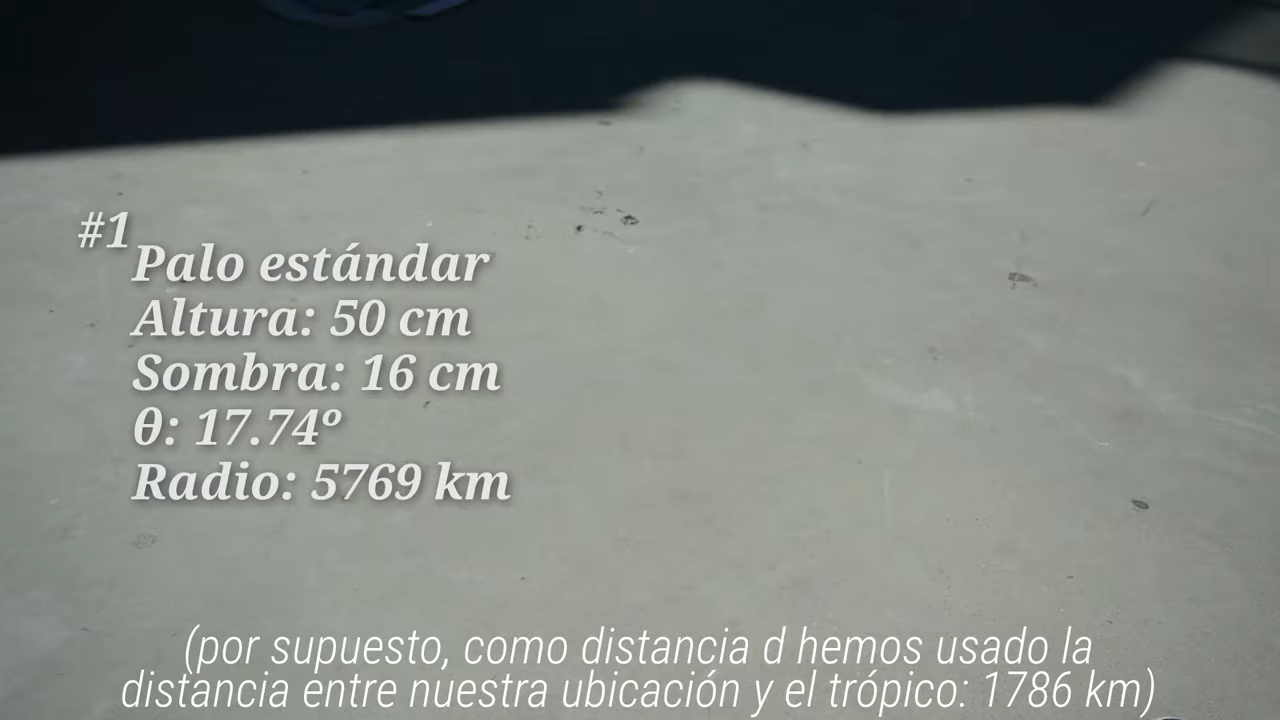 #1
Palo estándar
Altura: 50 cm
Sombra: 16 cm
θ: 17.74º
Radio: 5769 km
(por supuesto, como distancia d hemos usado la
distancia entre nuestra ubicación y el trópico: 1786 km)